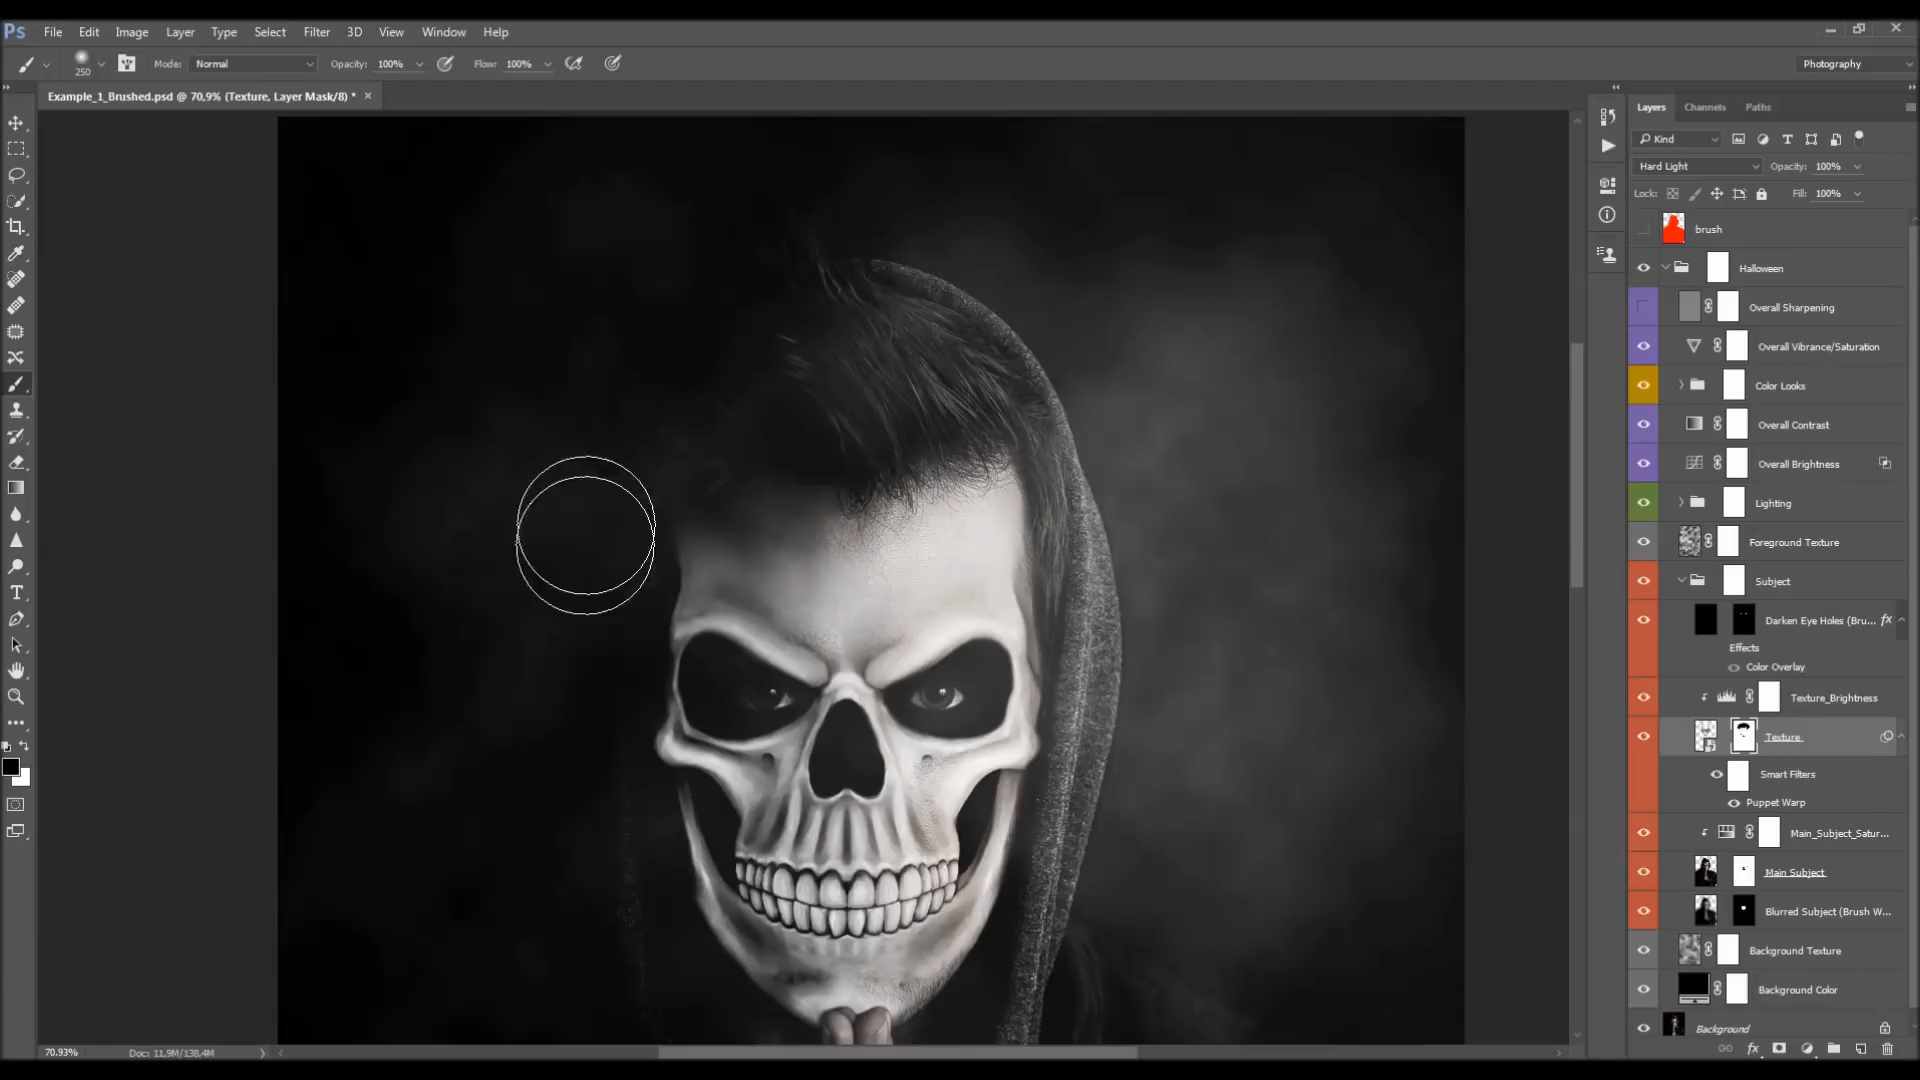 Ps File Edit Image Layer Type Select Filter 3D View Window Help
250 Mode: Normal Opacity: 100% Flow: 100% Photography
Example_1_Brushed.psd @ 70,9% (Texture, Layer Mask/8) * ×
Layers Channels Paths
Kind
Hard Light Opacity: 100%
Lock: Fill: 100%
brush
Halloween
Overall Sharpening
Overall Vibrance/Saturation
Color Looks
Overall Contrast
Overall Brightness
Lighting
Foreground Texture
Subject
Darken Eye Holes (Bru... fx
Effects
Color Overlay
Texture_Brightness
Texture
Smart Filters
Puppet Warp
Main_Subject_Satur...
Main Subject
Blurred Subject (Brush W...
Background Texture
Background Color
Background
70.93% Doc: 11,9M/138,4M
fx